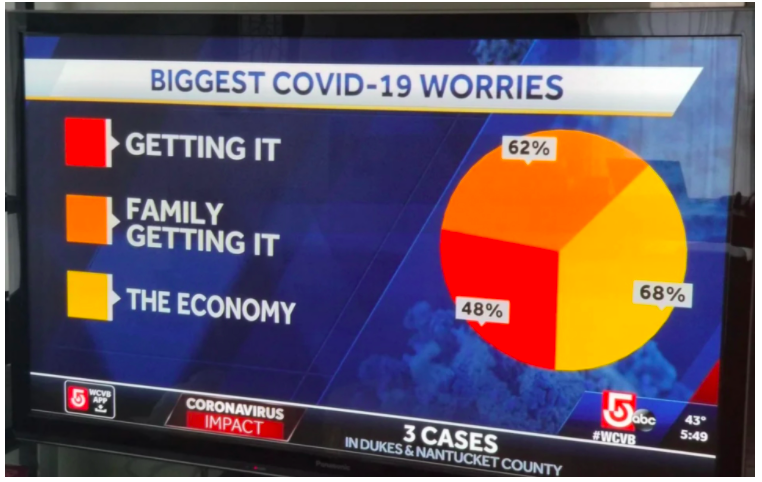 BIGGEST COVID-19 WORRIES
GETTING IT
FAMILY
GETTING IT
THE ECONOMY
62%
48%
68%
5
WCVB
APP
CORONAVIRUS
IMPACT
3 CASES
IN DUKES & NANTUCKET COUNTY
5 abc
#WCVB
43°
5:49
Panasonic